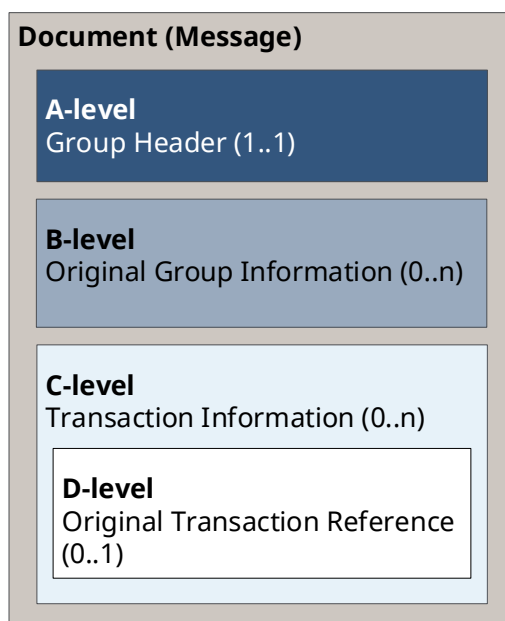 Document (Message)
A-level
Group Header (1..1)
B-level
Original Group Information (0..n)
C-level
Transaction Information (0..n)
D-level
Original Transaction Reference
(0..1)